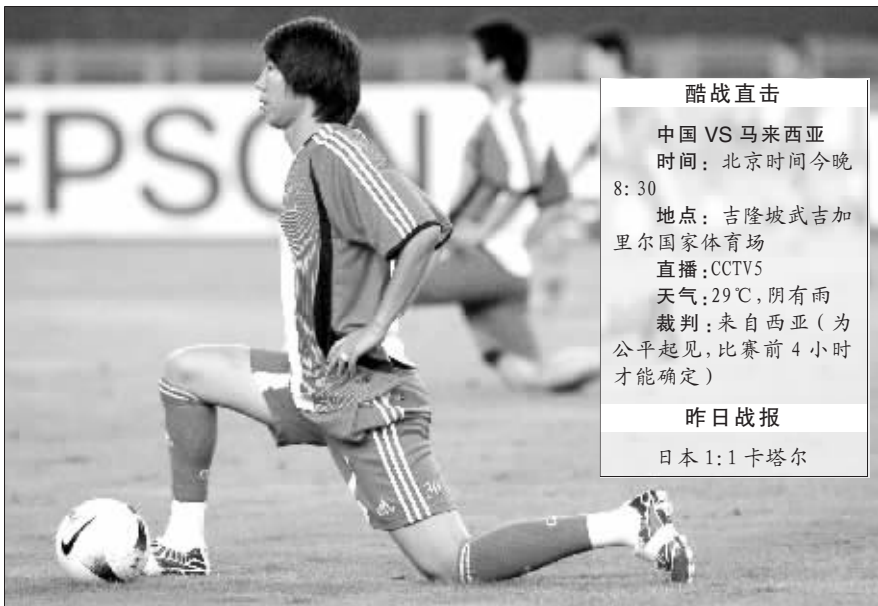 EPSON
酷战直击
中国 VS 马来西亚
时间：北京时间今晚
8：30
地点：吉隆坡武吉加
里尔国家体育场
直播：CCTV5
天气：29℃，阴有雨
裁判：来自西亚（为
公平起见，比赛前 4 小时
才能确定）
昨日战报
日本 1：1 卡塔尔
36